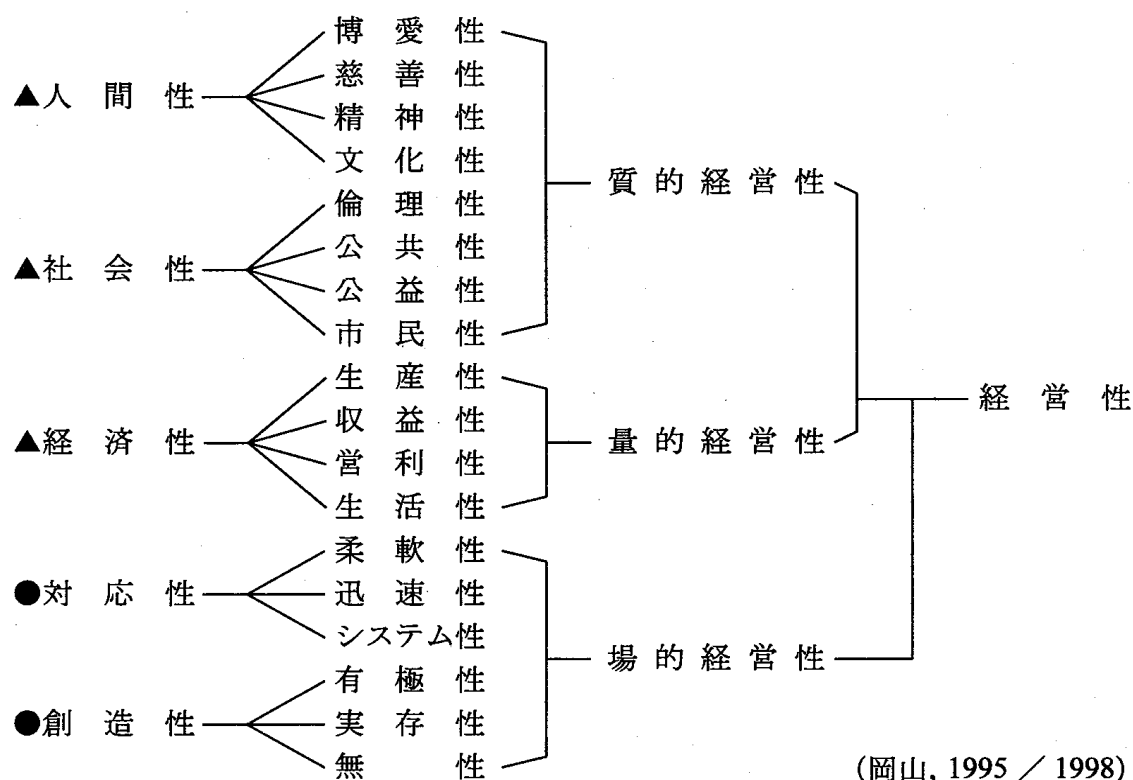 ▲人間性
▲社会性
▲経済性
●対応性
●創造性
博愛性
慈善性
精神性
文化性
倫理性
公共性
公益性
市民性
生産性
収益性
営利性
生活性
柔軟性
迅速性
システム性
有極性
実存性
無性
質的経営性
量的経営性
場的経営性
経営性
(岡山, 1995 / 1998)